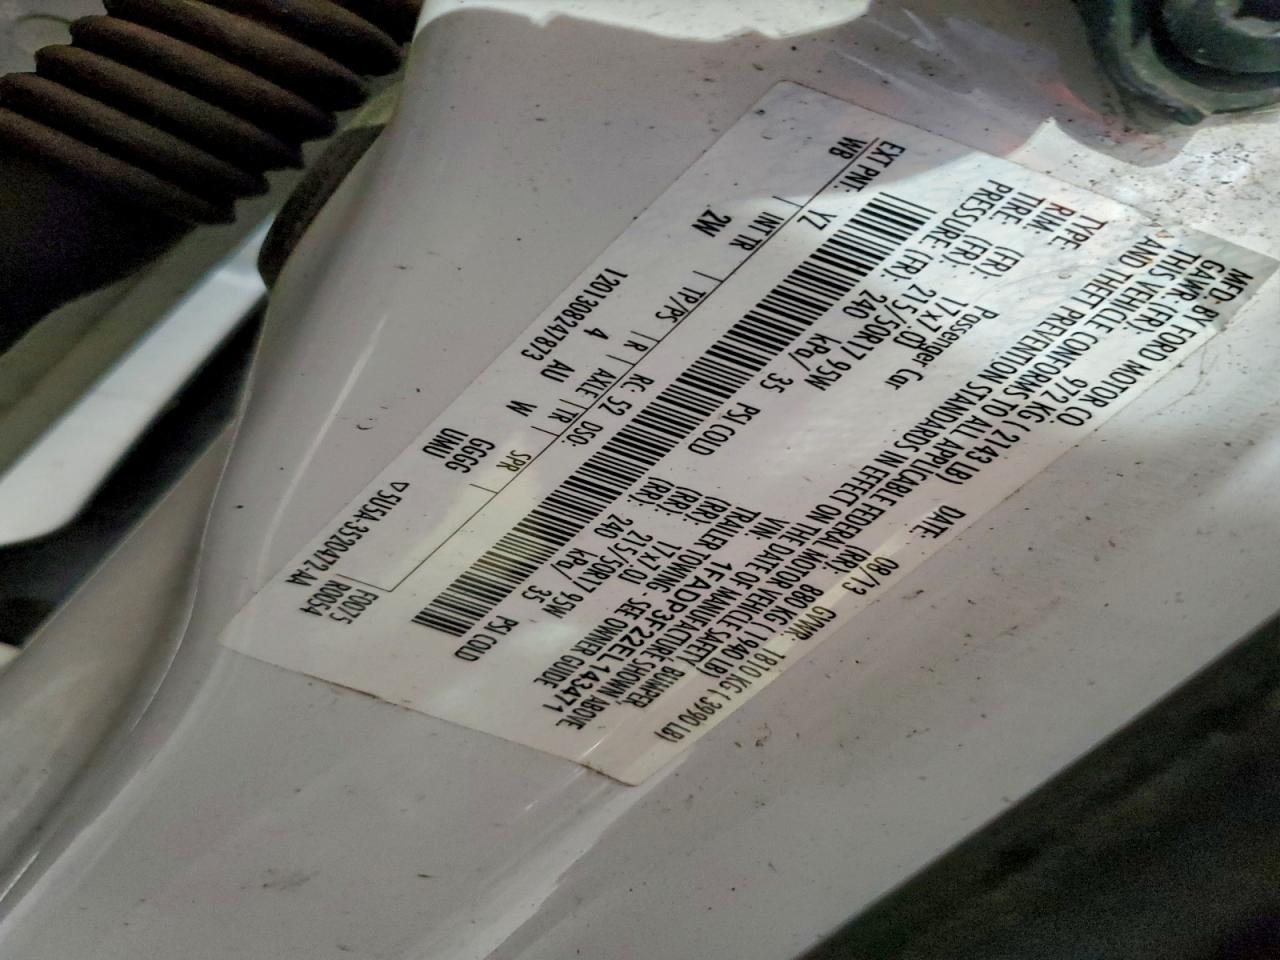 MFD. BY FORD MOTOR CO.
DATE: 08/13 GVWR: 1810 KG ( 3990 LB)
GAWR: (FR): 972 KG ( 2143 LB) (RR): 880 KG ( 1940 LB)
THIS VEHICLE CONFORMS TO ALL APPLICABLE FEDERAL MOTOR VEHICLE SAFETY, BUMPER,
AND THEFT PREVENTION STANDARDS IN EFFECT ON THE DATE OF MANUFACTURE SHOWN ABOVE
VIN: 1FADP3F22EL143471
TYPE: Passenger Car TRAILER TOWING - SEE OWNER GUIDE
RIM: (FR): 17x7.0J (RR): 17x7.0J
TIRE: (FR): 215/50R17 95W (RR): 215/50R17 95W
PRESSURE: (FR): 240 kPa/ 35 PSI COLD (RR): 240 kPa/ 35 PSI COLD
EXT PNT: YZ RC: 52 DSO: F0075
R0054
WB INT TR TP/PS R AXLE TR SPR
2W 4 AU W GGGG
UMU
1201308247873 ▽5U5A-3520472-AA